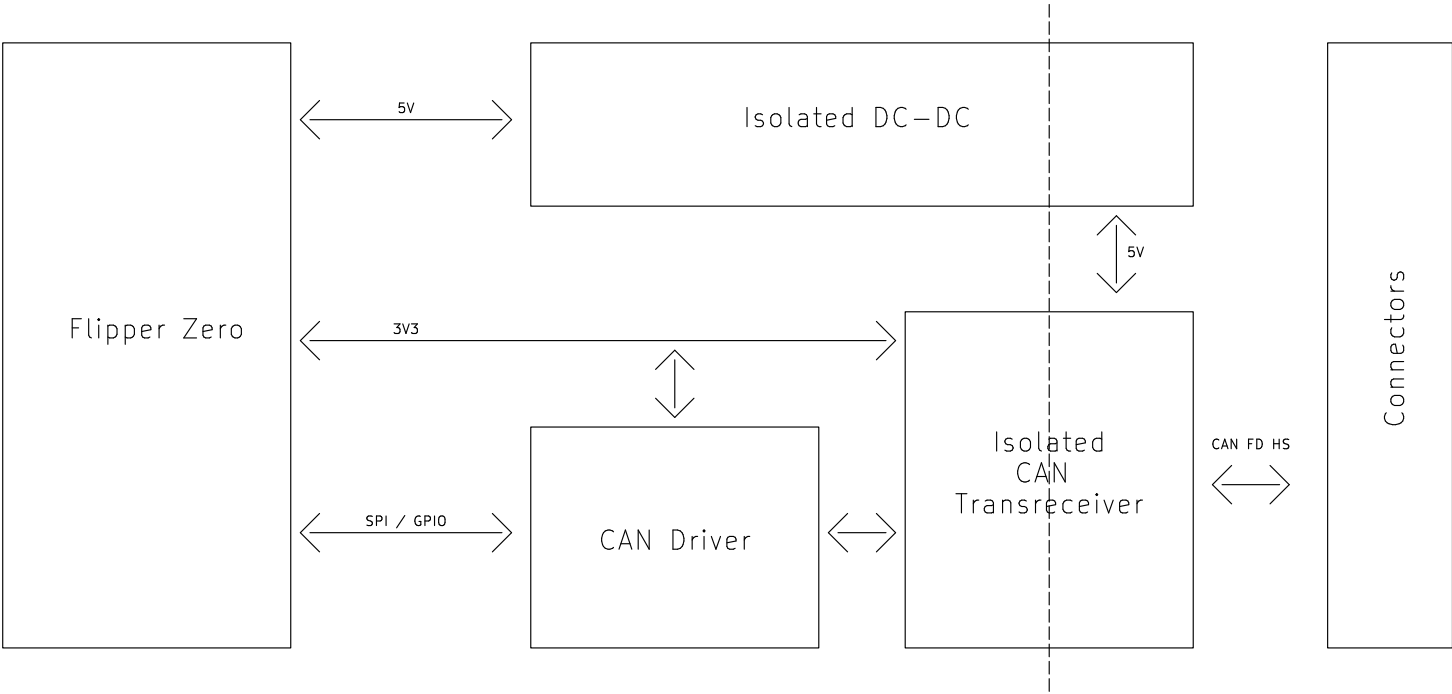 5V
Isolated DC-DC
5V
Flipper Zero
3V3
Connectors
Isolated
CAN
Transreceiver
CAN FD HS
SPI / GPIO
CAN Driver